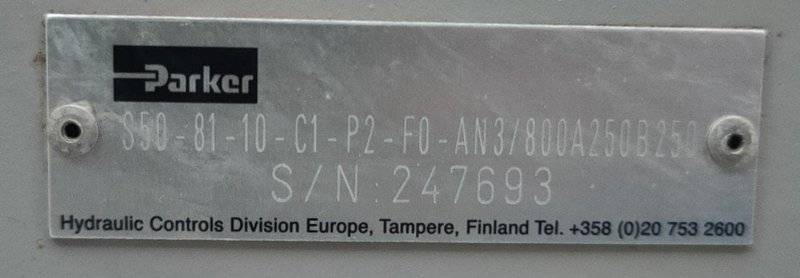 Parker
S50-81-10-C1-P2-F0-AN3/800A250B250
S/N:247693
Hydraulic Controls Division Europe, Tampere, Finland Tel. +358 (0)20 753 2600